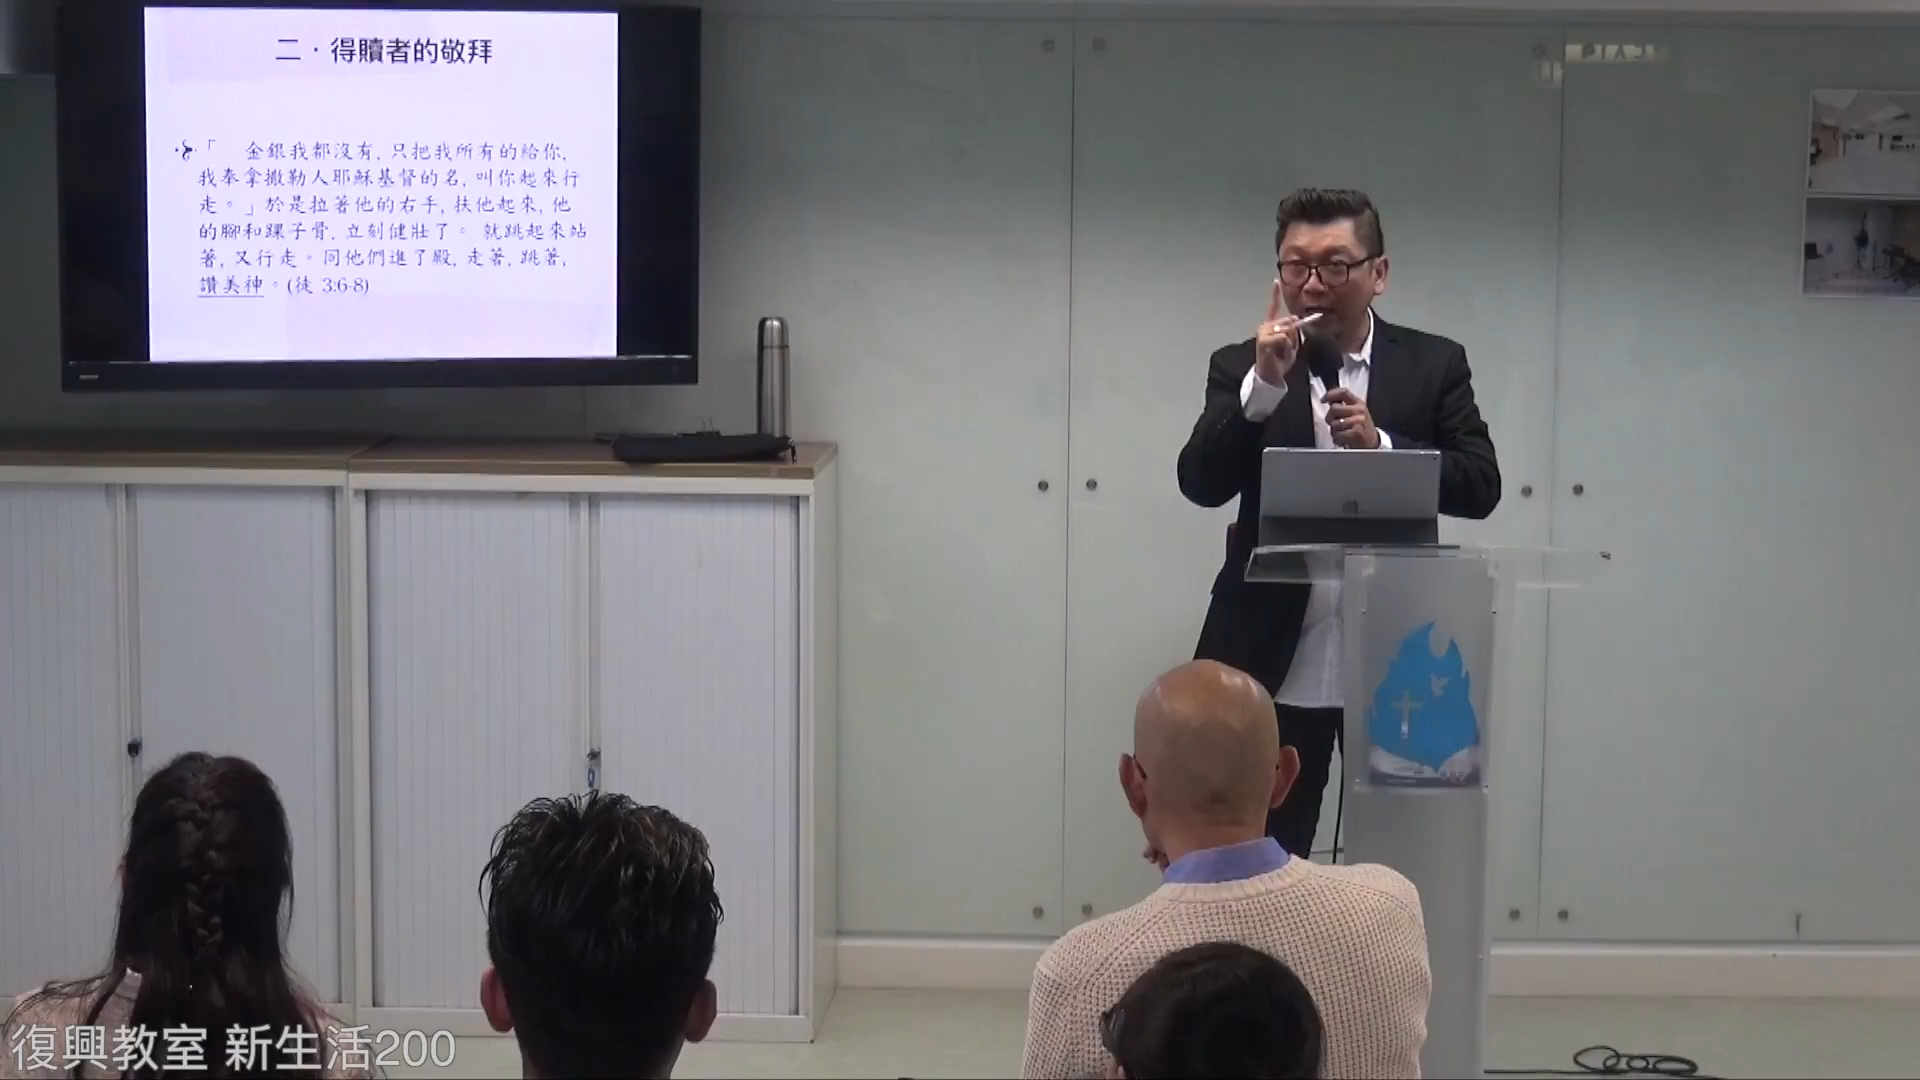 二．得贖者的敬拜
「 金銀我都沒有, 只把我所有的給你,
我奉拿撒勒人耶穌基督的名, 叫你起來行
走。」於是拉著他的右手, 扶他起來, 他
的腳和踝子骨, 立刻健壯了。 就跳起來站
著, 又行走。同他們進了殿, 走著, 跳著,
讚美神。(徒 3:6-8)
復興教室 新生活200